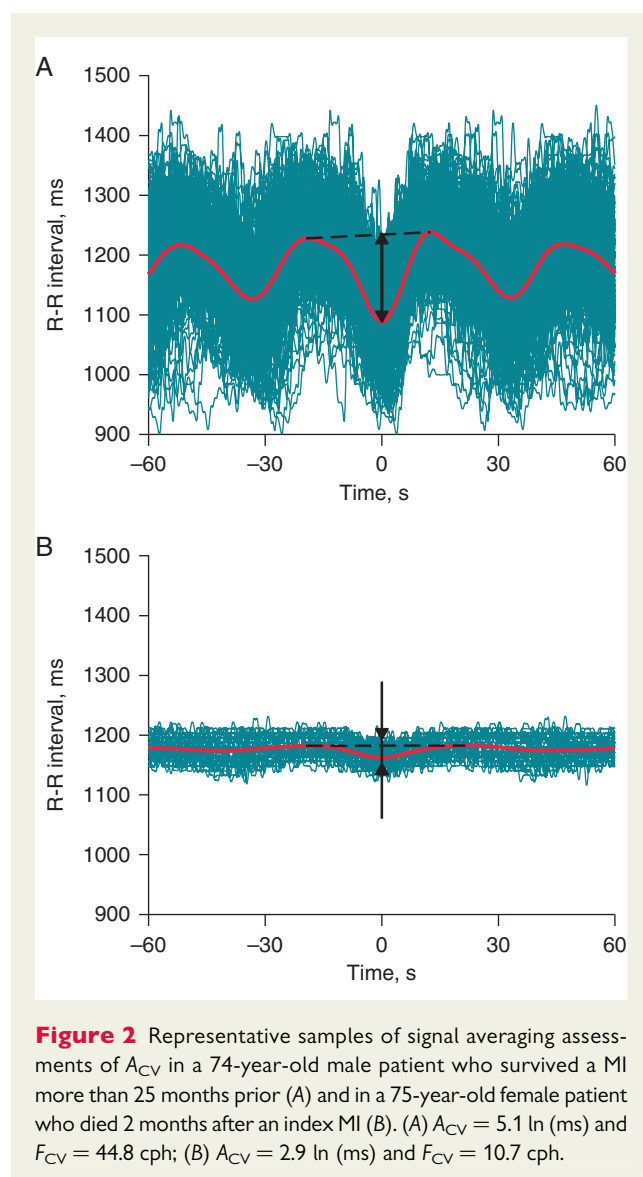 A
1500
1400
1300
1200
1100
1000
900
R-R interval, ms
−60
−30
0
30
60
Time, s
B
1500
1400
1300
1200
1100
1000
900
R-R interval, ms
−60
−30
0
30
60
Time, s
Figure 2 Representative samples of signal averaging assess-
ments of ACV in a 74-year-old male patient who survived a MI
more than 25 months prior (A) and in a 75-year-old female patient
who died 2 months after an index MI (B). (A) ACV = 5.1 ln (ms) and
FCV = 44.8 cph; (B) ACV = 2.9 ln (ms) and FCV = 10.7 cph.